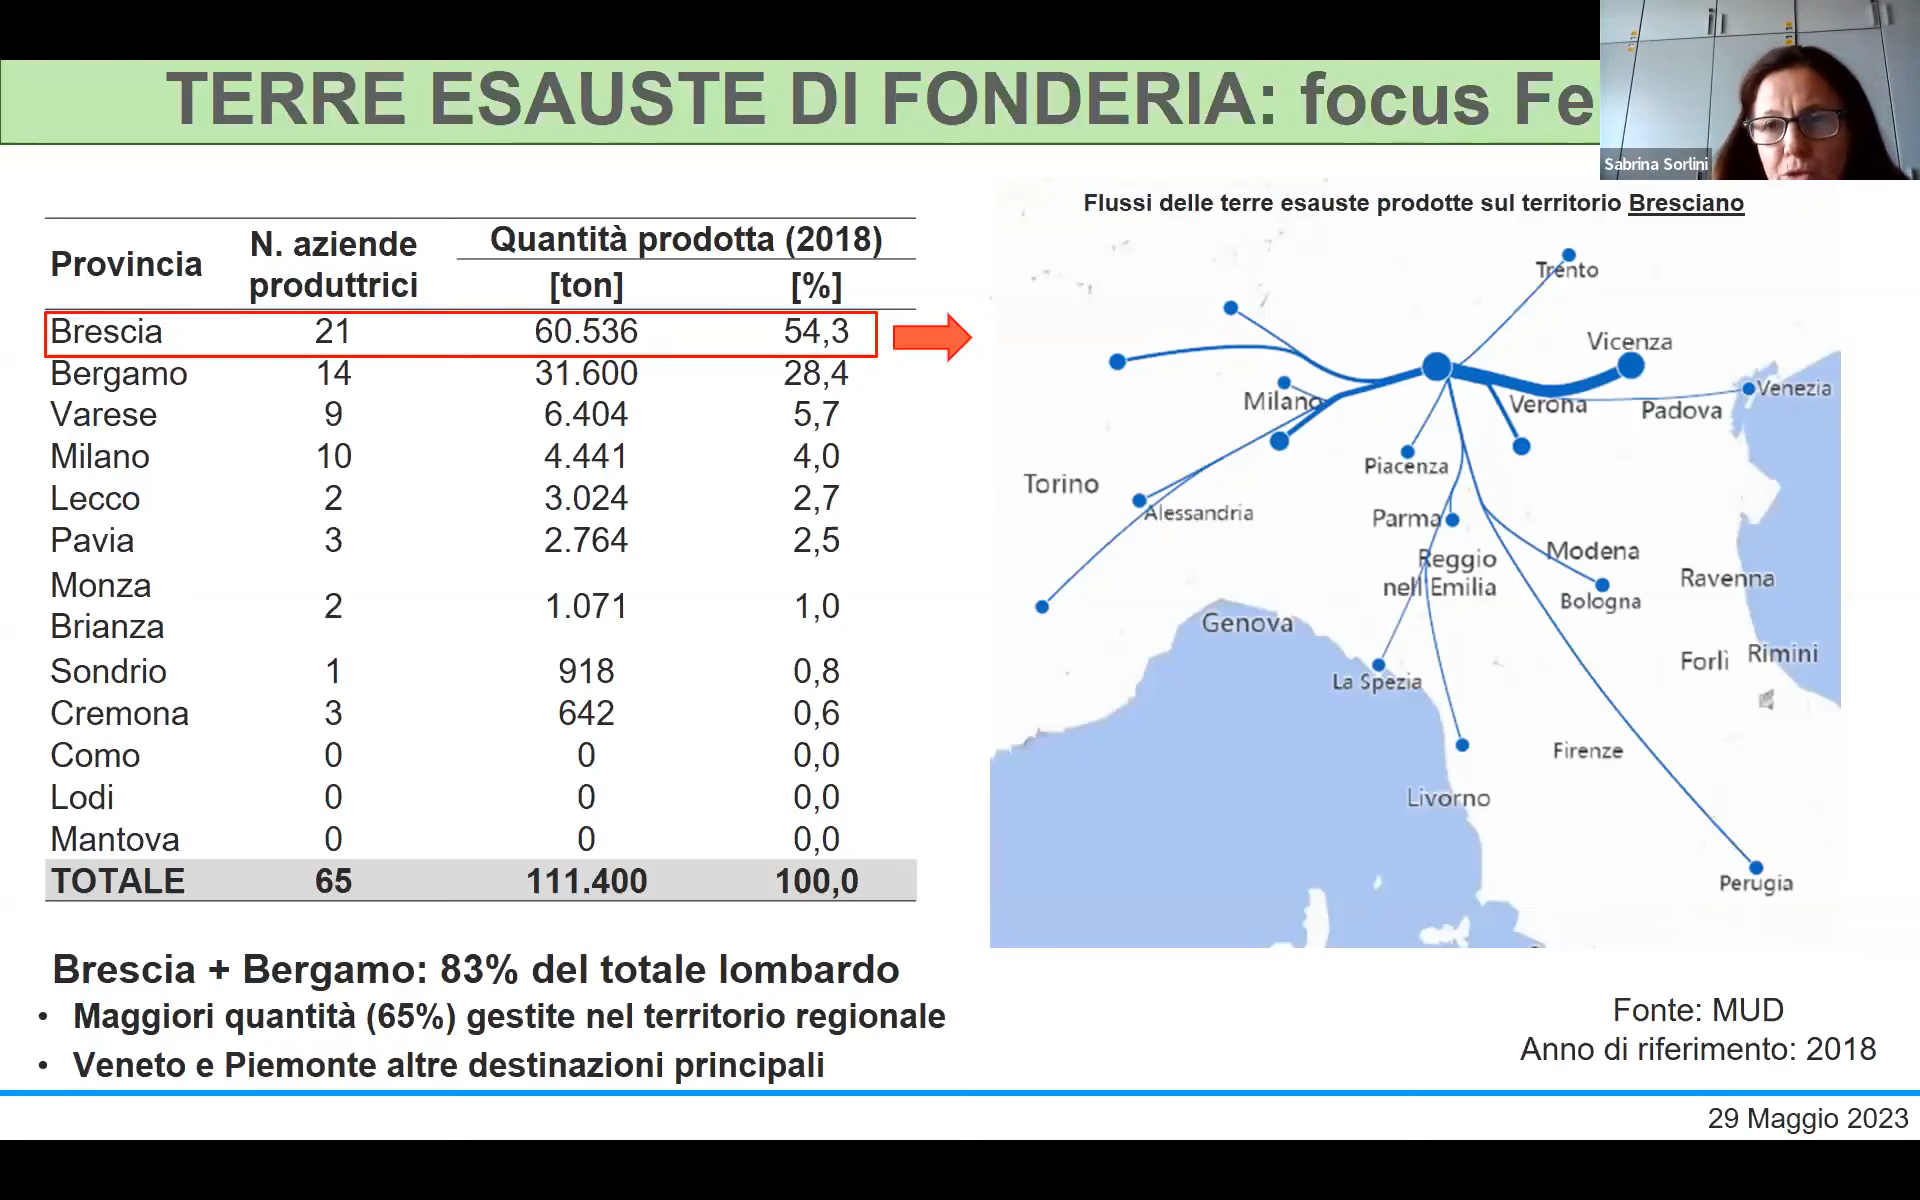 TERRE ESAUSTE DI FONDERIA: focus Fe
Sabrina Sorlini
Provincia N. aziende produttrici Quantità prodotta (2018)
[ton] [%]
Brescia 21 60.536 54,3
Bergamo 14 31.600 28,4
Varese 9 6.404 5,7
Milano 10 4.441 4,0
Lecco 2 3.024 2,7
Pavia 3 2.764 2,5
Monza Brianza 2 1.071 1,0
Sondrio 1 918 0,8
Cremona 3 642 0,6
Como 0 0 0,0
Lodi 0 0 0,0
Mantova 0 0 0,0
TOTALE 65 111.400 100,0
Brescia + Bergamo: 83% del totale lombardo
• Maggiori quantità (65%) gestite nel territorio regionale
• Veneto e Piemonte altre destinazioni principali
Flussi delle terre esauste prodotte sul territorio Bresciano
Trento
Vicenza
Venezia
Milano
Verona
Padova
Piacenza
Torino
Alessandria
Parma
Reggio
nell'Emilia
Modena
Ravenna
Bologna
Genova
Forlì
Rimini
La Spezia
Firenze
Livorno
Perugia
Fonte: MUD
Anno di riferimento: 2018
29 Maggio 2023